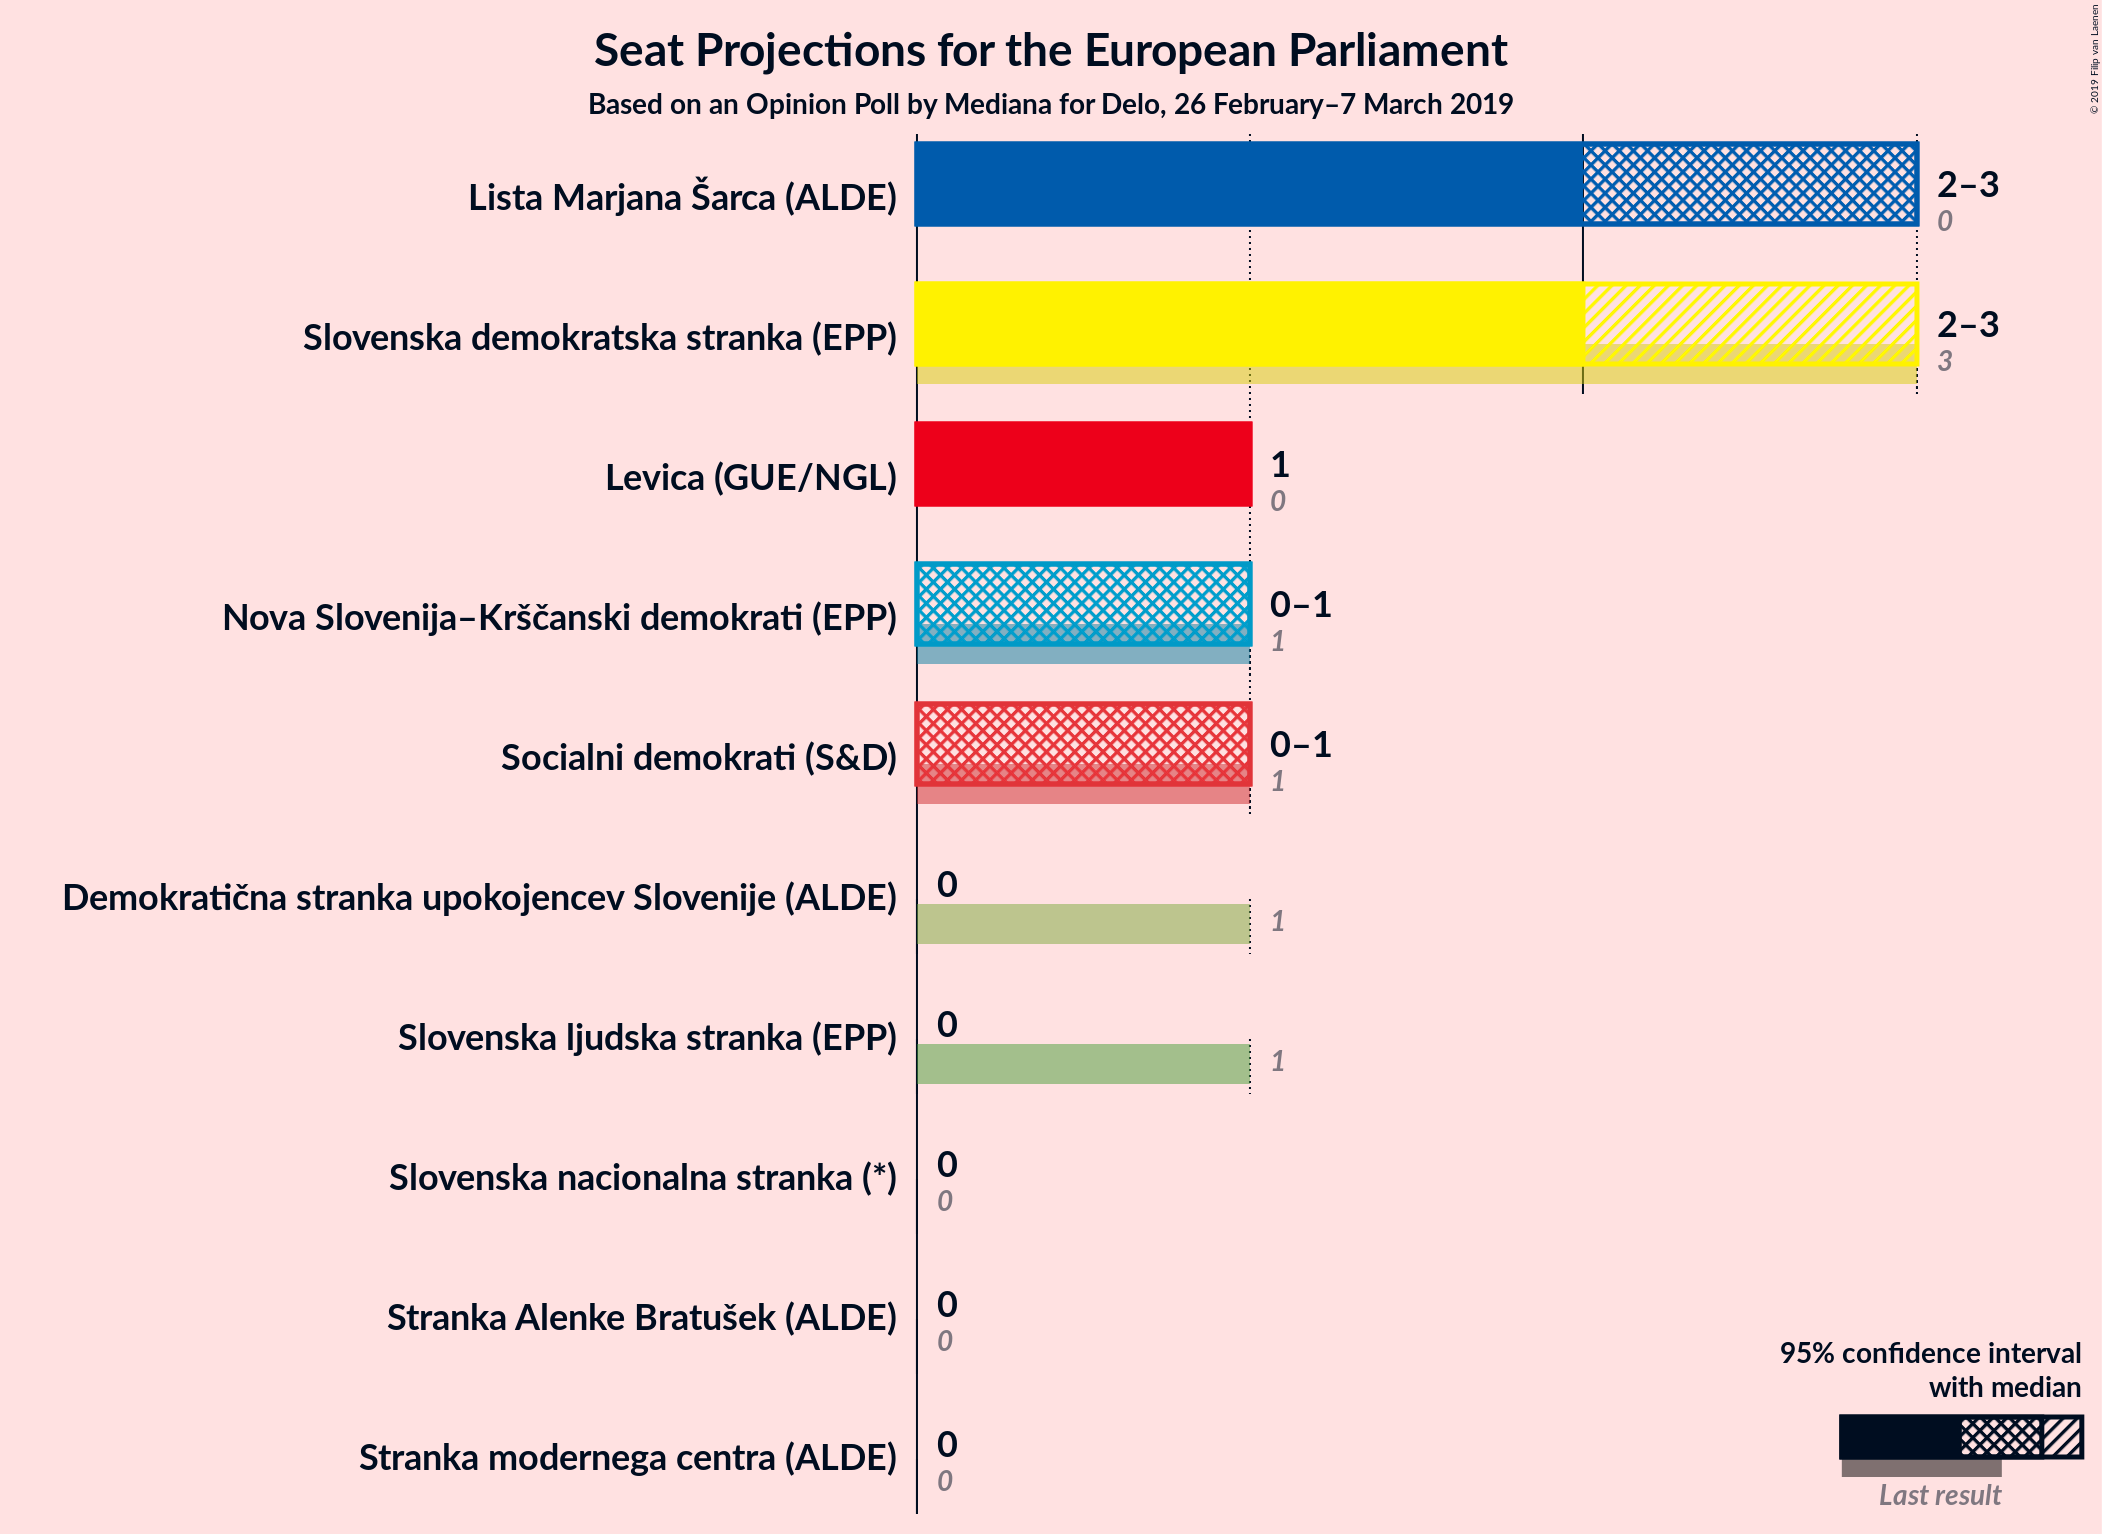 Seat Projections for the European Parliament
Based on an Opinion Poll by Mediana for Delo, 26 February–7 March 2019
© 2019 Filip van Laenen
Lista Marjana Šarca (ALDE)
2–3
0
Slovenska demokratska stranka (EPP)
2–3
3
Levica (GUE/NGL)
1
0
Nova Slovenija–Krščanski demokrati (EPP)
0–1
1
Socialni demokrati (S&D)
0–1
1
Demokratična stranka upokojencev Slovenije (ALDE)
0
1
Slovenska ljudska stranka (EPP)
0
1
Slovenska nacionalna stranka (*)
0
0
Stranka Alenke Bratušek (ALDE)
0
0
Stranka modernega centra (ALDE)
0
0
95% confidence interval
with median
Last result